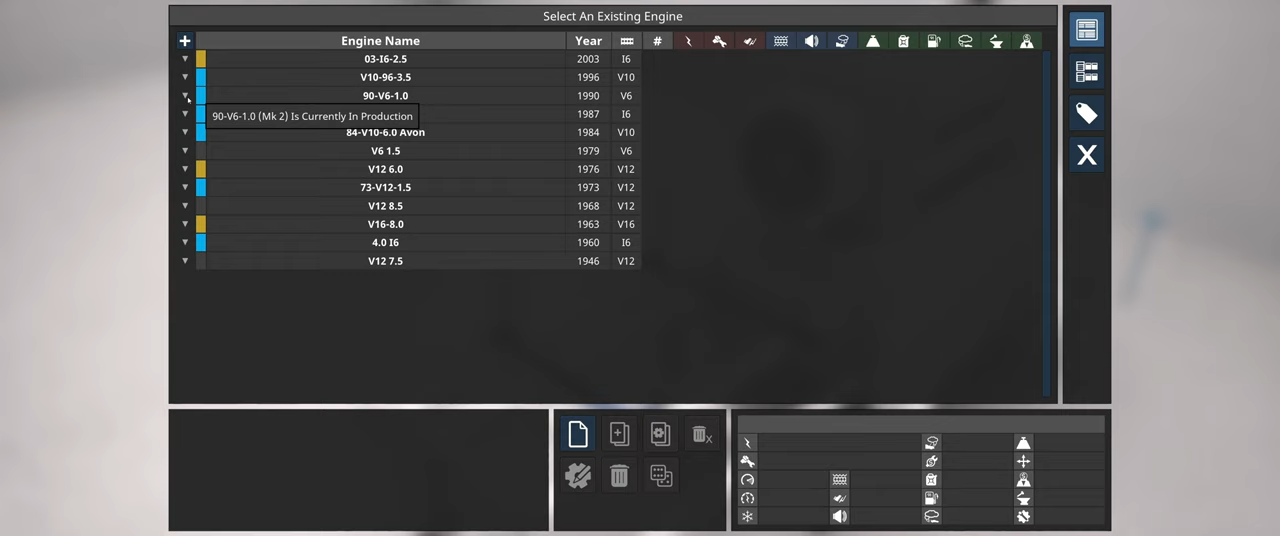 Select An Existing Engine
Engine Name Year #
03-I6-2.5 2003 I6
V10-96-3.5 1996 V10
90-V6-1.0 1990 V6
90-V6-1.0 (Mk 2) Is Currently In Production 1987 I6
84-V10-6.0 Avon 1984 V10
V6 1.5 1979 V6
V12 6.0 1976 V12
73-V12-1.5 1973 V12
V12 8.5 1968 V12
V16-8.0 1963 V16
4.0 I6 1960 I6
V12 7.5 1946 V12